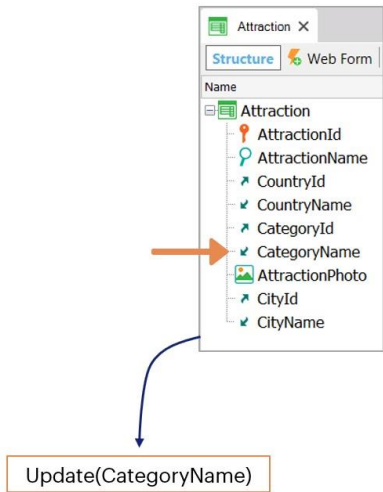 Attraction
Structure Web Form
Name
Attraction
AttractionId
AttractionName
CountryId
CountryName
CategoryId
CategoryName
AttractionPhoto
CityId
CityName
Update(CategoryName)